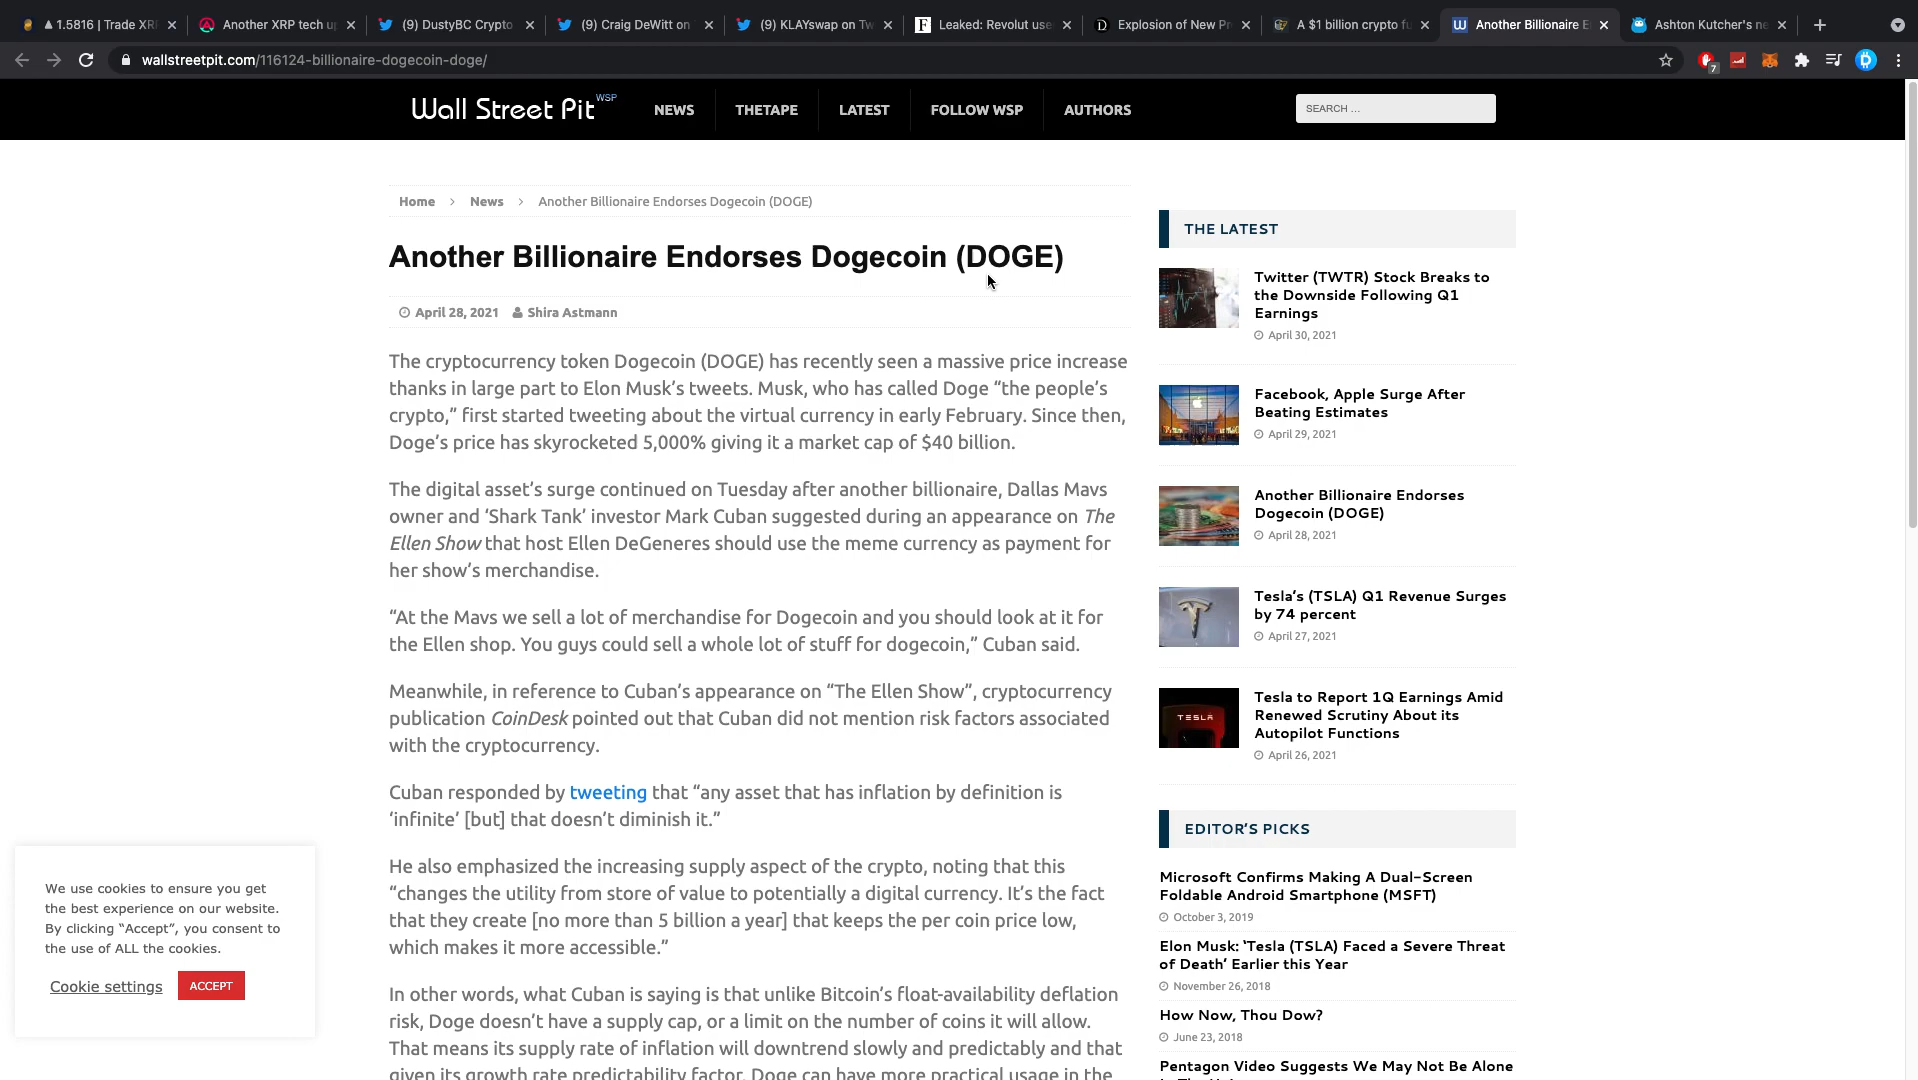 ▲ 1.5816 | Trade XR
Another XRP tech up
(9) DustyBC Crypto
(9) Craig DeWitt on
(9) KLAYswap on Tw
Leaked: Revolut use
Explosion of New Pr
A $1 billion crypto fu
Another Billionaire E
Ashton Kutcher's ne
wallstreetpit.com/116124-billionaire-dogecoin-doge/
7
Wall Street Pit WSP
NEWS
THETAPE
LATEST
FOLLOW WSP
AUTHORS
SEARCH …
Home > News > Another Billionaire Endorses Dogecoin (DOGE)
Another Billionaire Endorses Dogecoin (DOGE)
April 28, 2021 Shira Astmann
The cryptocurrency token Dogecoin (DOGE) has recently seen a massive price increase
thanks in large part to Elon Musk’s tweets. Musk, who has called Doge “the people’s
crypto,” first started tweeting about the virtual currency in early February. Since then,
Doge’s price has skyrocketed 5,000% giving it a market cap of $40 billion.
The digital asset’s surge continued on Tuesday after another billionaire, Dallas Mavs
owner and ‘Shark Tank’ investor Mark Cuban suggested during an appearance on The
Ellen Show that host Ellen DeGeneres should use the meme currency as payment for
her show’s merchandise.
“At the Mavs we sell a lot of merchandise for Dogecoin and you should look at it for
the Ellen shop. You guys could sell a whole lot of stuff for dogecoin,” Cuban said.
Meanwhile, in reference to Cuban’s appearance on “The Ellen Show”, cryptocurrency
publication CoinDesk pointed out that Cuban did not mention risk factors associated
with the cryptocurrency.
Cuban responded by tweeting that “any asset that has inflation by definition is
‘infinite’ [but] that doesn’t diminish it.”
He also emphasized the increasing supply aspect of the crypto, noting that this
“changes the utility from store of value to potentially a digital currency. It’s the fact
that they create [no more than 5 billion a year] that keeps the per coin price low,
which makes it more accessible.”
In other words, what Cuban is saying is that unlike Bitcoin’s float-availability deflation
risk, Doge doesn’t have a supply cap, or a limit on the number of coins it will allow.
That means its supply rate of inflation will downtrend slowly and predictably and that
given its growth rate predictability factor, Doge can have more practical usage in the
THE LATEST
Twitter (TWTR) Stock Breaks to
the Downside Following Q1
Earnings
April 30, 2021
Facebook, Apple Surge After
Beating Estimates
April 29, 2021
Another Billionaire Endorses
Dogecoin (DOGE)
April 28, 2021
Tesla’s (TSLA) Q1 Revenue Surges
by 74 percent
April 27, 2021
TESLA
Tesla to Report 1Q Earnings Amid
Renewed Scrutiny About its
Autopilot Functions
April 26, 2021
EDITOR’S PICKS
Microsoft Confirms Making A Dual-Screen
Foldable Android Smartphone (MSFT)
October 3, 2019
Elon Musk: ‘Tesla (TSLA) Faced a Severe Threat
of Death’ Earlier this Year
November 26, 2018
How Now, Thou Dow?
June 23, 2018
Pentagon Video Suggests We May Not Be Alone
We use cookies to ensure you get
the best experience on our website.
By clicking “Accept”, you consent to
the use of ALL the cookies.
Cookie settings
ACCEPT